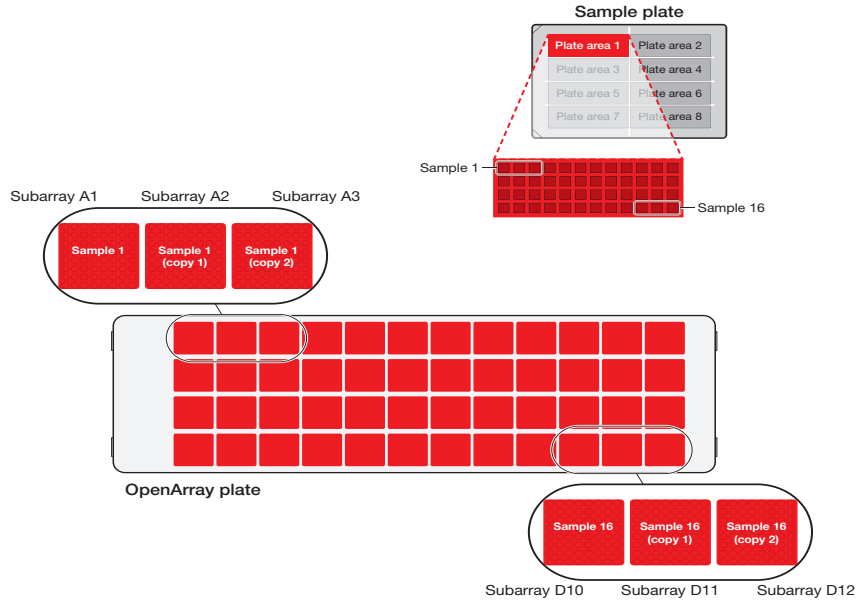 Sample plate
Plate area 1
Plate area 2
Plate area 3
Plate area 4
Plate area 5
Plate area 6
Plate area 7
Plate area 8
Sample 1
Sample 16
Subarray A1
Subarray A2
Subarray A3
Sample 1
Sample 1
(copy 1)
Sample 1
(copy 2)
OpenArray plate
Sample 16
Sample 16
(copy 1)
Sample 16
(copy 2)
Subarray D10
Subarray D11
Subarray D12